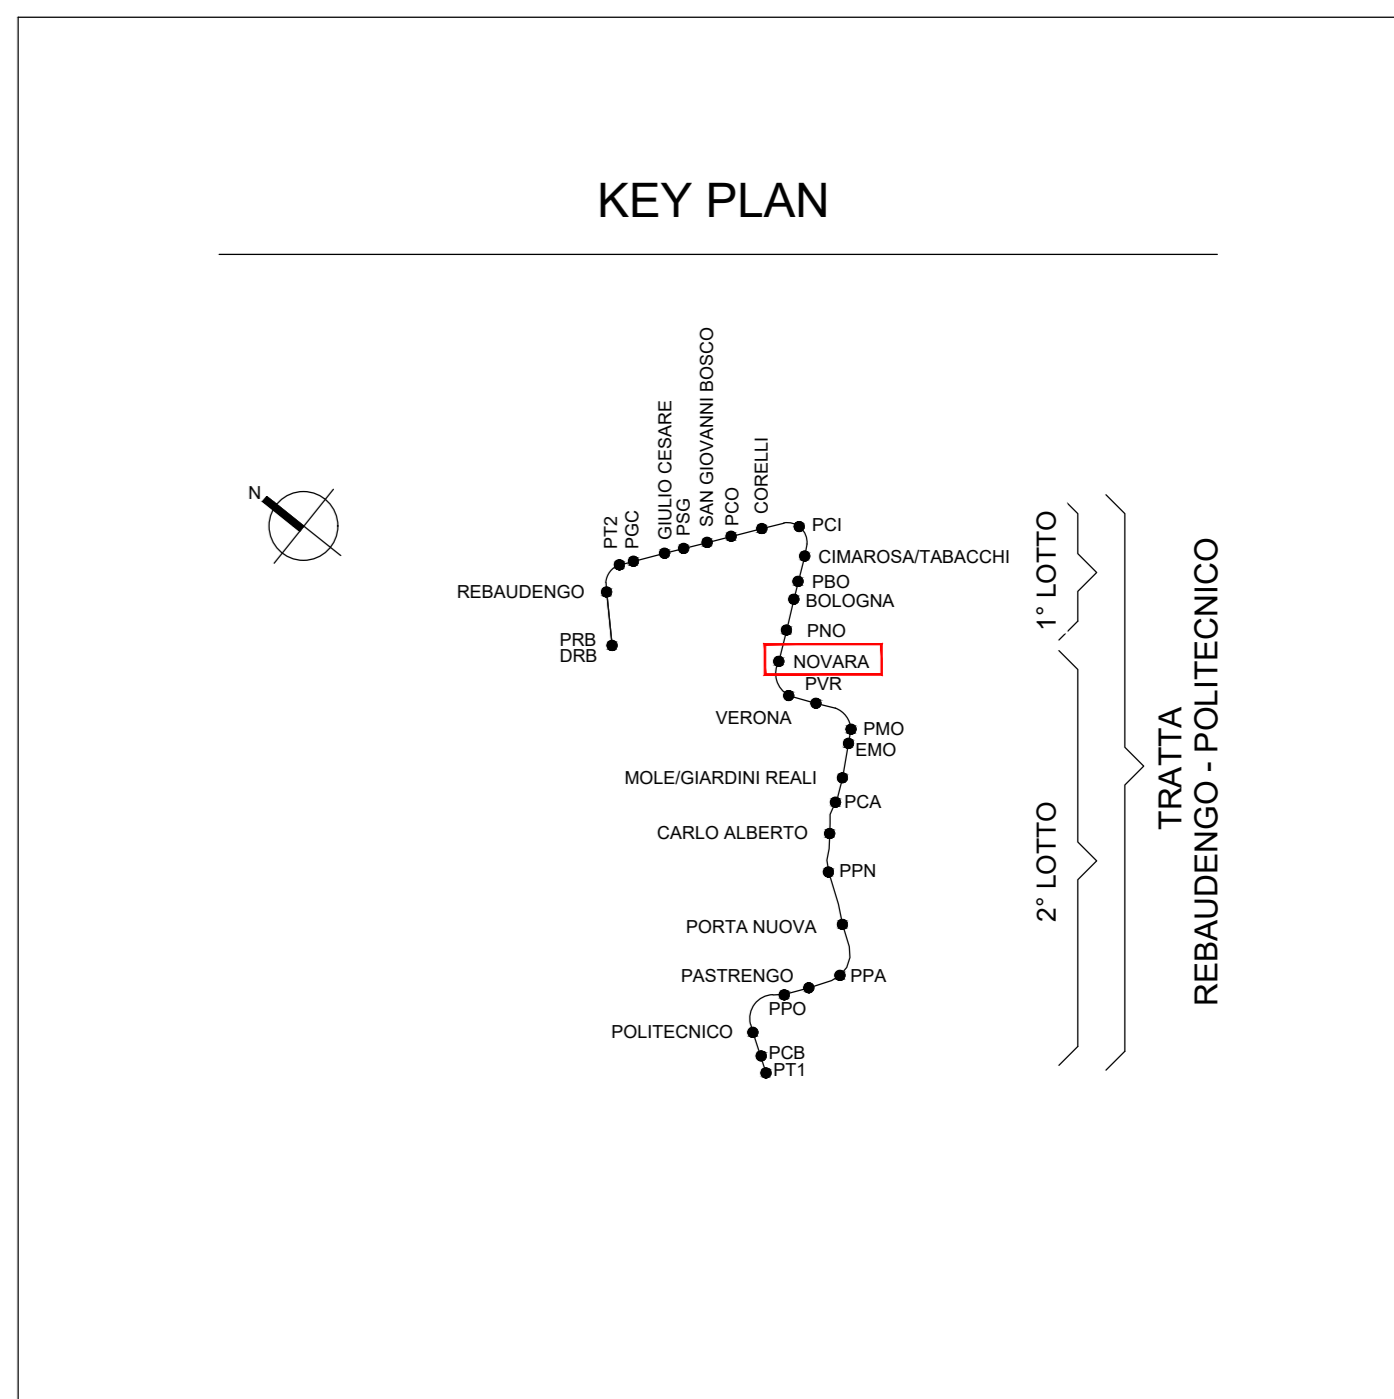 KEY PLAN
N
REBAUDENGO
PRB
DRB
PT2
PGC
GIULIO CESARE
PSG
SAN GIOVANNI BOSCO
PCO
CORELLI
PCI
CIMAROSA/TABACCHI
PBO
BOLOGNA
PNO
NOVARA
PVR
VERONA
PMO
EMO
MOLE/GIARDINI REALI
PCA
CARLO ALBERTO
PPN
PORTA NUOVA
PPA
PASTRENGO
PPO
POLITECNICO
PCB
PT1
1° LOTTO
2° LOTTO
TRATTA
REBAUDENGO - POLITECNICO